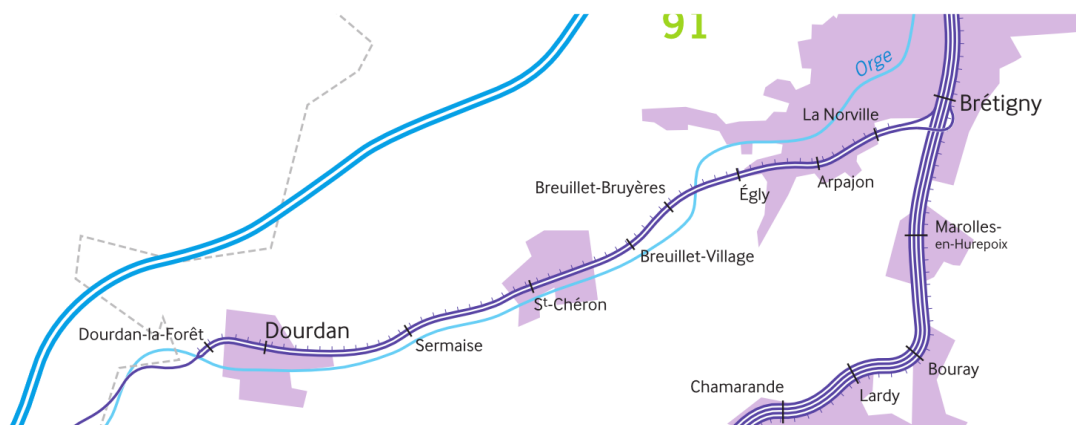 91
Orge
Brétigny
La Norville
Arpajon
Égly
Breuillet-Bruyères
Breuillet-Village
Marolles-
en-Hurepoix
St-Chéron
Dourdan-la-Forêt
Dourdan
Sermaise
Bouray
Lardy
Chamarande